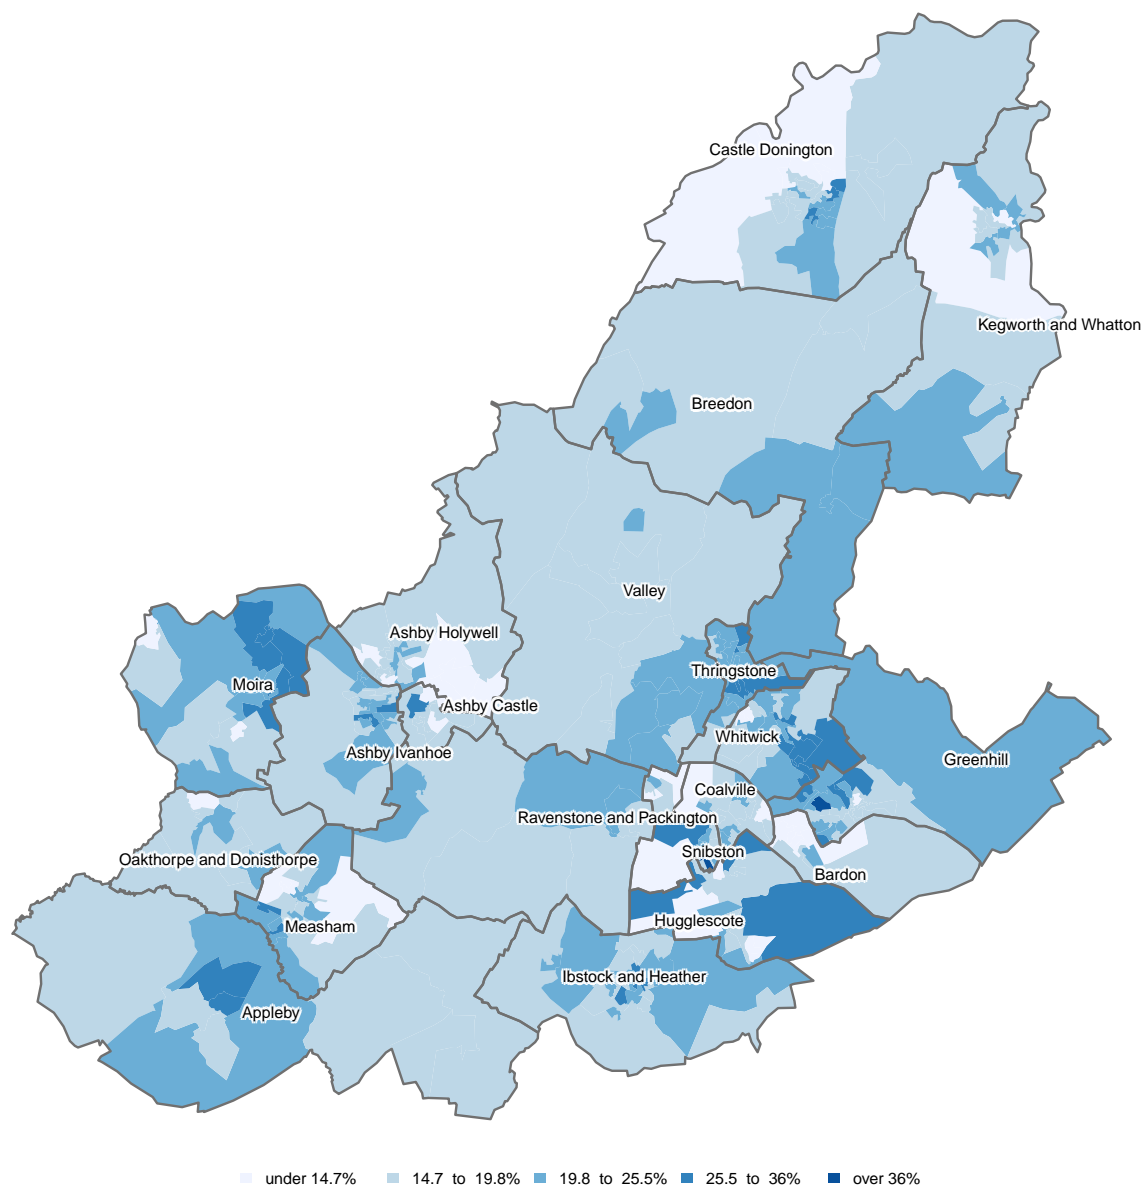 Castle Donington
Kegworth and Whatton
Breedon
Valley
Ashby Holywell
Thringstone
Moira
Ashby Castle
Whitwick
Ashby Ivanhoe
Greenhill
Coalville
Ravenstone and Packington
Snibston
Oakthorpe and Donisthorpe
Bardon
Hugglescote
Measham
Ibstock and Heather
Appleby
under 14.7% 14.7 to 19.8% 19.8 to 25.5% 25.5 to 36% over 36%